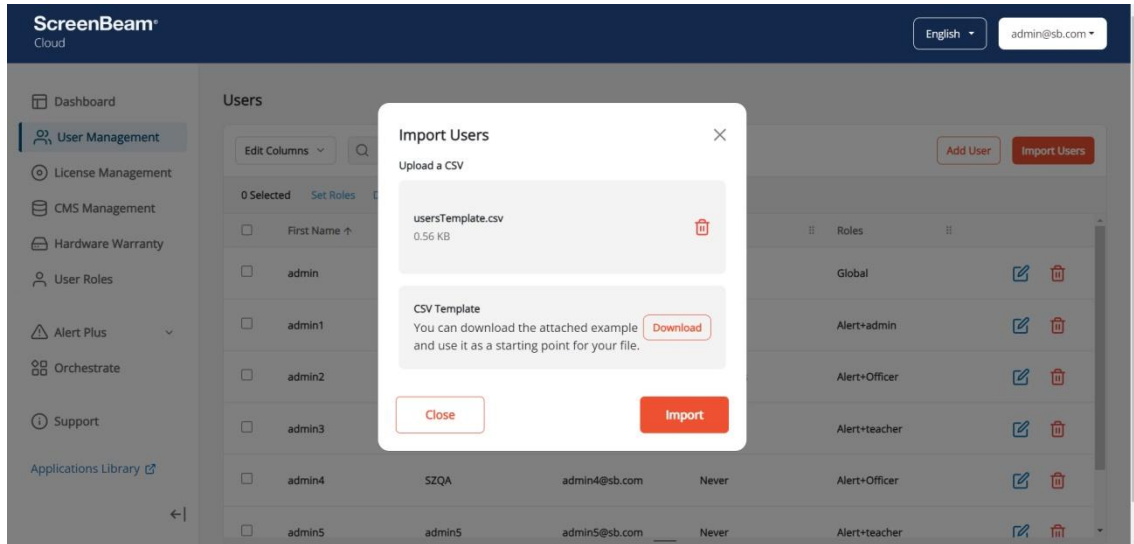 ScreenBeam®
Cloud
English
admin@sb.com
Dashboard
User Management
License Management
CMS Management
Hardware Warranty
User Roles
Alert Plus
Orchestrate
Support
Applications Library
Users
Edit Columns
Add User
Import Users
0 Selected Set Roles
First Name Roles
admin Global
admin1 Alert+admin
admin2 Alert+Officer
admin3 Alert+teacher
admin4 SZQA admin4@sb.com Never Alert+Officer
admin5 admin5 admin5@sb.com Never Alert+teacher
Import Users
Upload a CSV
usersTemplate.csv
0.56 KB
CSV Template
You can download the attached example
and use it as a starting point for your file.
Download
Close
Import